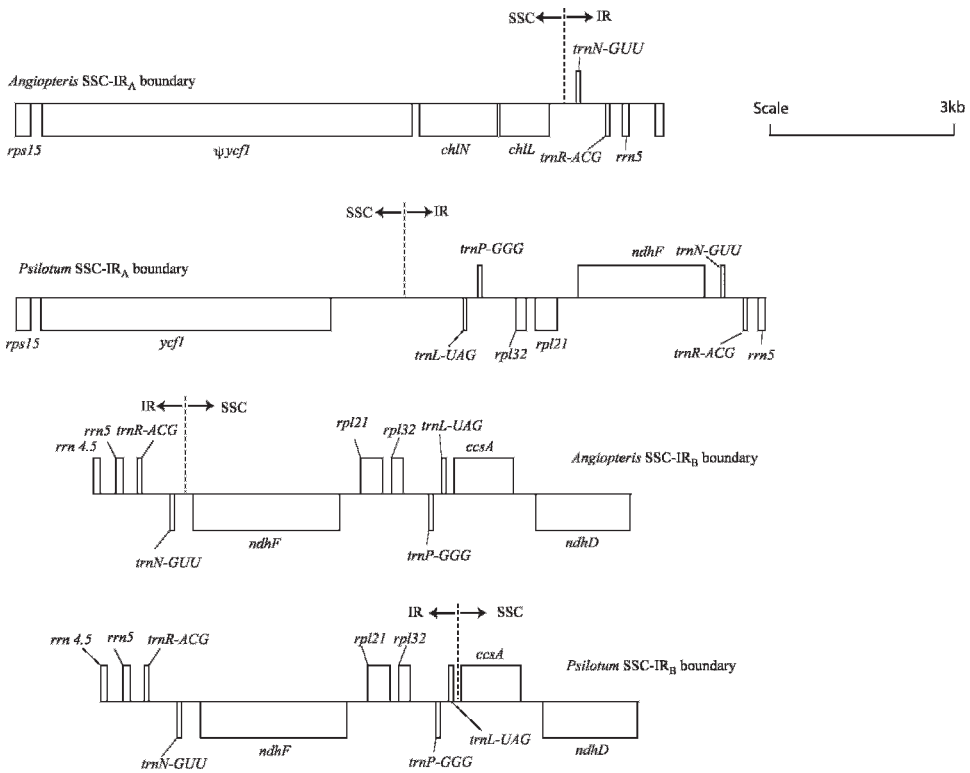 SSC IR
trnN-GUU
Angiopteris SSC-IRA boundary
Scale 3kb
rps15 ψycf1 chlN chlL trnR-ACG rrn5
SSC IR
trnP-GGG ndhF trnN-GUU
Psilotum SSC-IRA boundary
rps15 ycf1 trnL-UAG rpl32 rpl21 trnR-ACG rrn5
IR SSC
rrn 4.5 rrn5 trnR-ACG rpl21 rpl32 trnL-UAG ccsA
Angiopteris SSC-IRB boundary
trnN-GUU ndhF trnP-GGG ndhD
IR SSC
rrn 4.5 rrn5 trnR-ACG rpl21 rpl32 ccsA
Psilotum SSC-IRB boundary
trnN-GUU ndhF trnP-GGG trnL-UAG ndhD